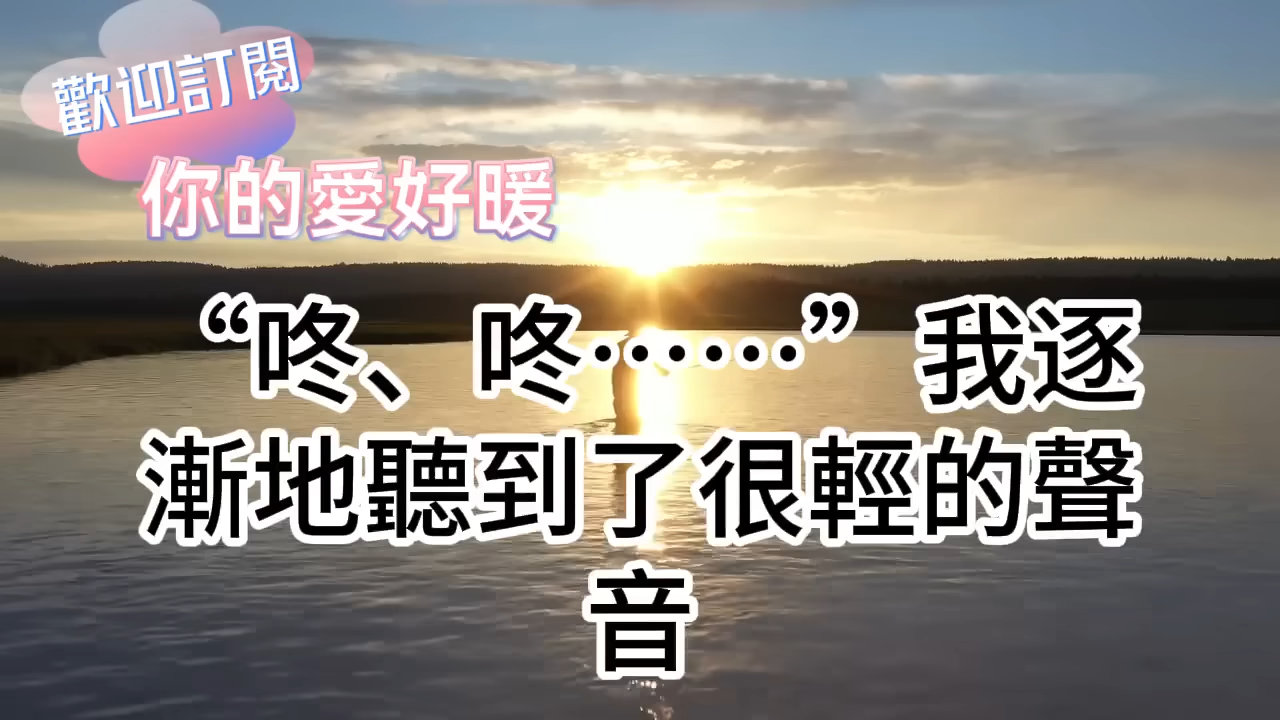 歡迎訂閱
你的愛好暖
“咚、咚……”我逐
漸地聽到了很輕的聲
音